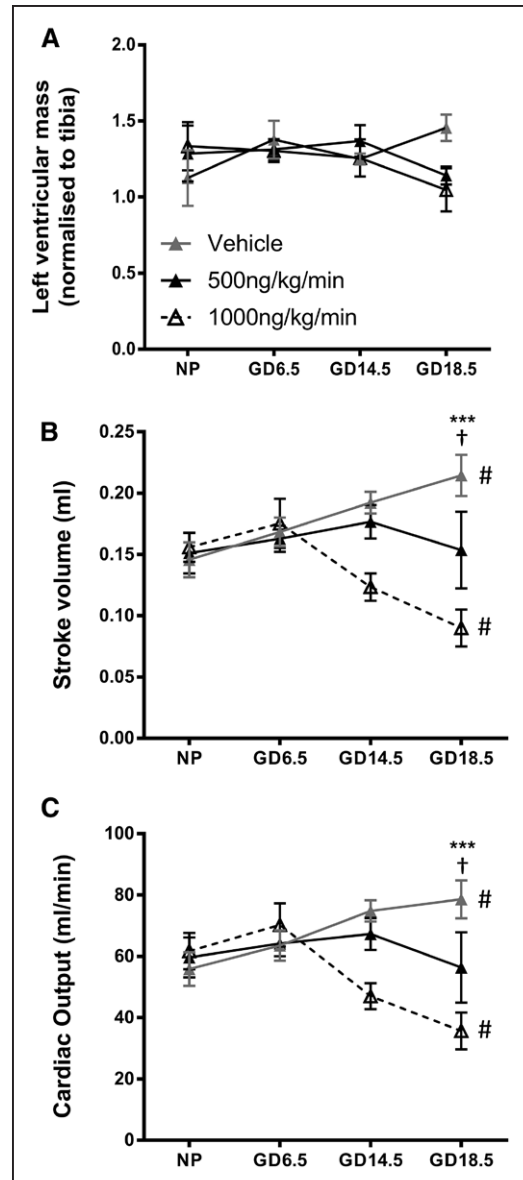 A
Left ventricular mass
(normalised to tibia)
2.0
1.5
1.0
0.5
0.0
Vehicle
500ng/kg/min
1000ng/kg/min
NP GD6.5 GD14.5 GD18.5
B
Stroke volume (ml)
0.25
0.20
0.15
0.10
0.05
0.00
***
†
#
#
NP GD6.5 GD14.5 GD18.5
C
Cardiac Output (ml/min)
100
80
60
40
20
0
***
†
#
#
NP GD6.5 GD14.5 GD18.5